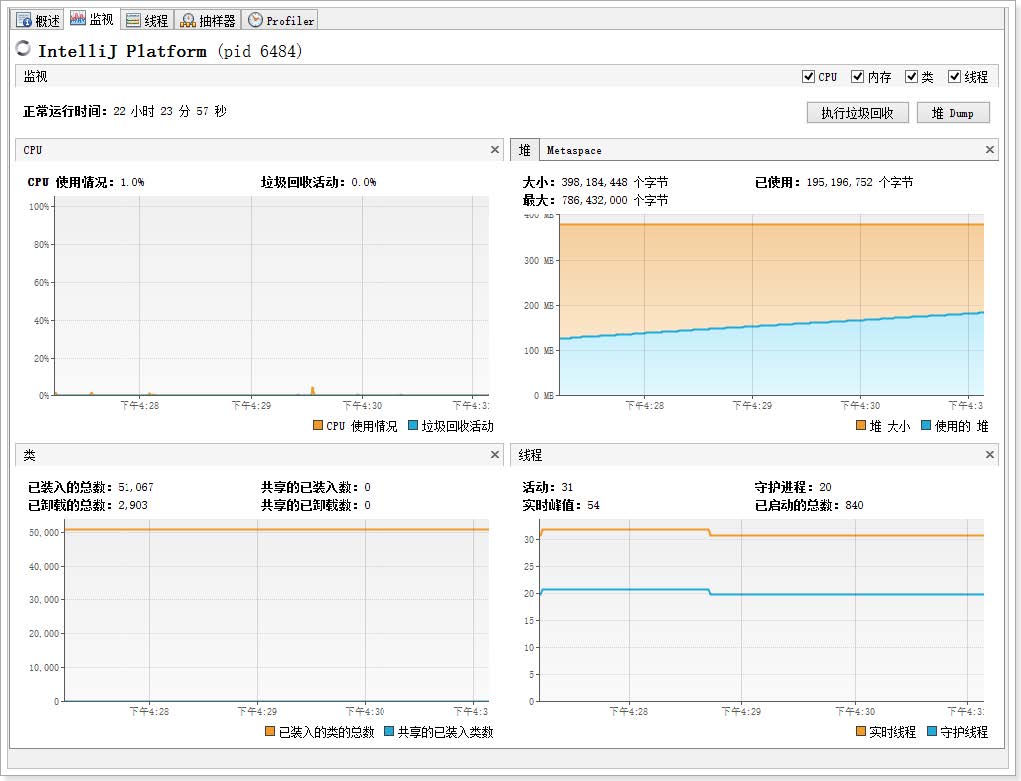 概述 监视 线程 抽样器 Profiler
IntelliJ Platform (pid 6484)
监视 CPU 内存 类 线程
正常运行时间: 22 小时 23 分 57 秒 执行垃圾回收 堆 Dump
CPU
CPU 使用情况: 1.0% 垃圾回收活动: 0.0%
100%
80%
60%
40%
20%
0%
下午4:28 下午4:29 下午4:30 下午4:3
CPU 使用情况 垃圾回收活动
堆 Metaspace
大小: 398,184,448 个字节 已使用: 195,196,752 个字节
最大: 786,432,000 个字节
400 MB
300 MB
200 MB
100 MB
0 MB
下午4:28 下午4:29 下午4:30 下午4:3
堆 大小 使用的 堆
类
已装入的总数: 51,067 共享的已装入数: 0
已卸载的总数: 2,903 共享的已卸载数: 0
50,000
40,000
30,000
20,000
10,000
0
下午4:28 下午4:29 下午4:30 下午4:3
已装入的类的总数 共享的已装入类数
线程
活动: 31 守护进程: 20
实时峰值: 54 已启动的总数: 840
30
25
20
15
10
5
0
下午4:28 下午4:29 下午4:30 下午4:3
实时线程 守护线程